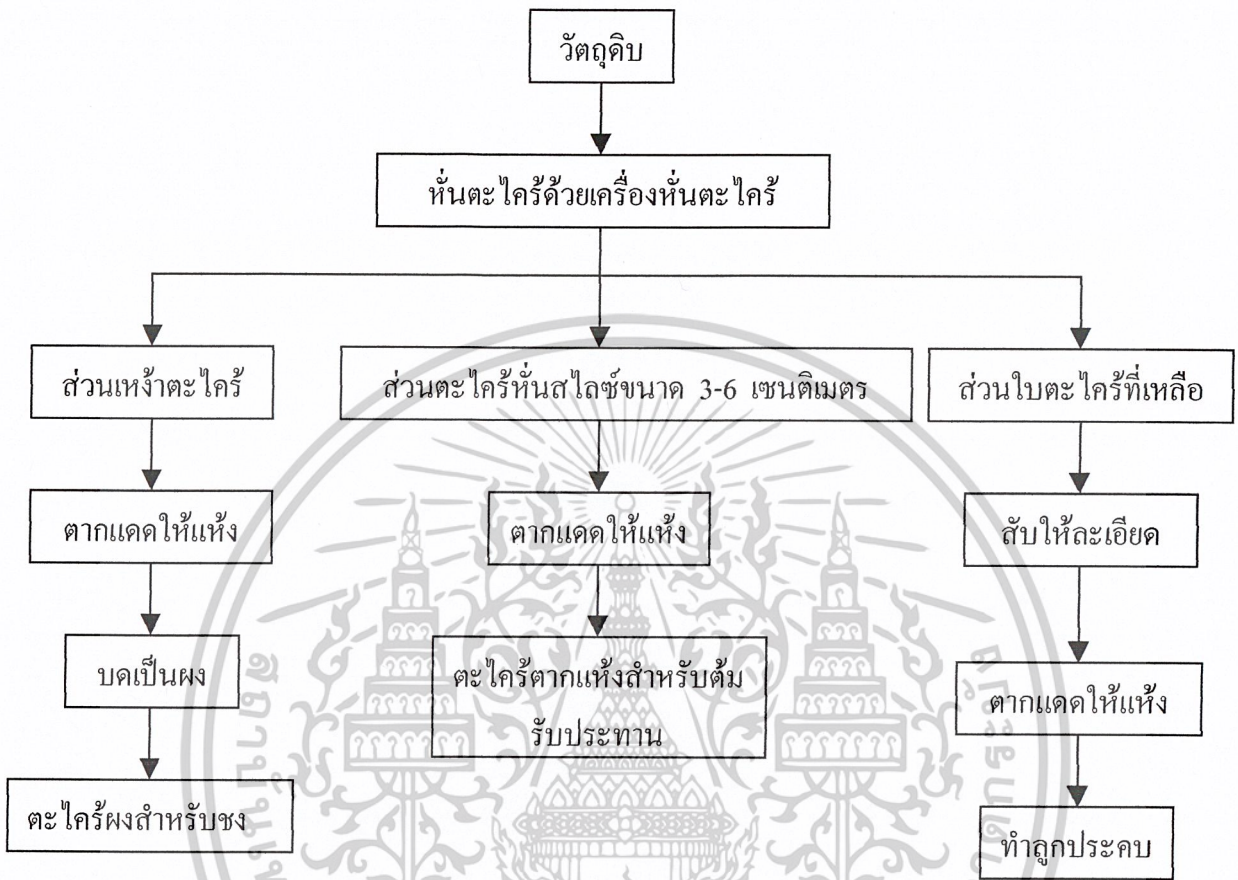 วัตถุดิบ
หั่นตะไคร้ด้วยเครื่องหั่นตะไคร้
ส่วนเหง้าตะไคร้
ส่วนตะไคร้หั่นสไลซ์ขนาด 3-6 เซนติเมตร
ส่วนใบตะไคร้ที่เหลือ
ตากแดดให้แห้ง
ตากแดดให้แห้ง
สับให้ละเอียด
บดเป็นผง
ตะไคร้ตากแห้งสำหรับต้ม
รับประทาน
ตากแดดให้แห้ง
ตะไคร้ผงสำหรับชง
ทำลูกประคบ